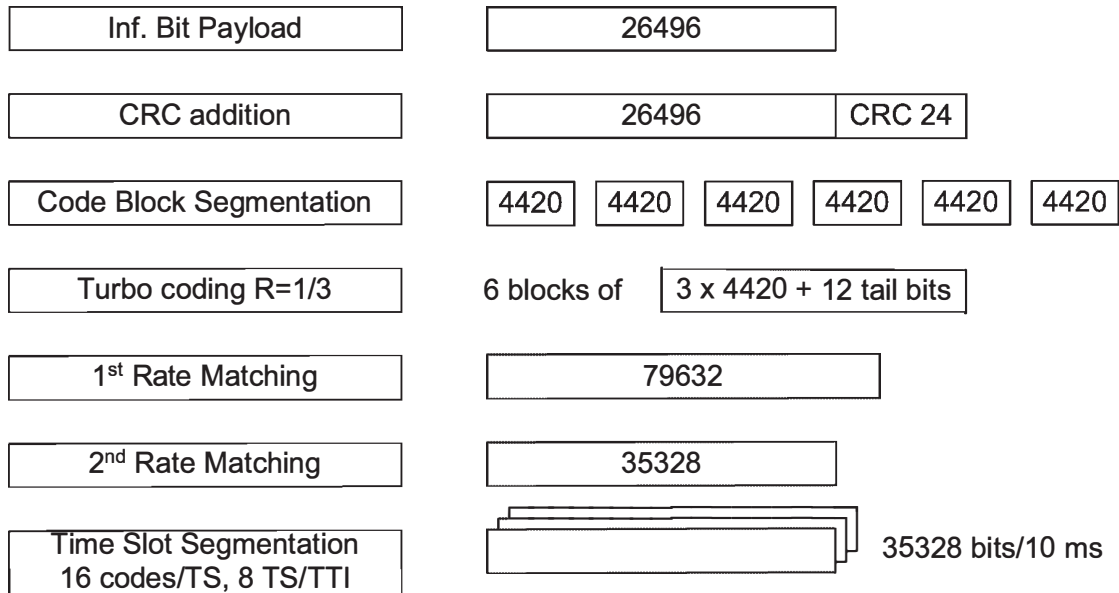 Inf. Bit Payload 26496
CRC addition 26496 CRC 24
Code Block Segmentation 4420 4420 4420 4420 4420 4420
Turbo coding R=1/3 6 blocks of 3 x 4420 + 12 tail bits
1st Rate Matching 79632
2nd Rate Matching 35328
Time Slot Segmentation
16 codes/TS, 8 TS/TTI
35328 bits/10 ms